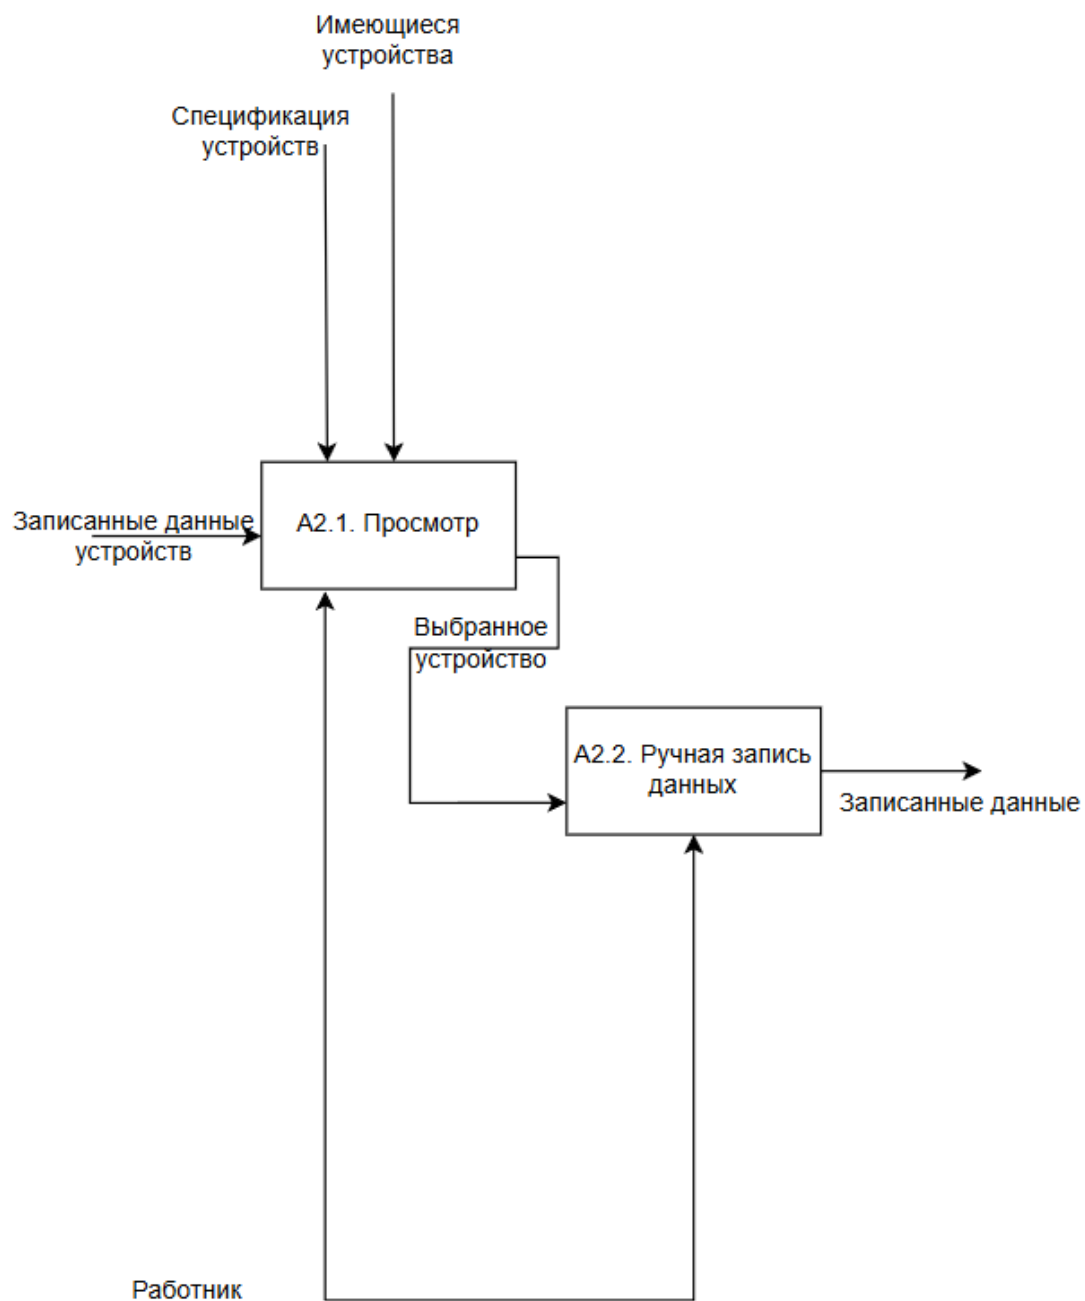 Имеющиеся
устройства
Спецификация
устройств
Записанные данные
устройств
А2.1. Просмотр
Выбранное
устройство
А2.2. Ручная запись
данных
Записанные данные
Работник